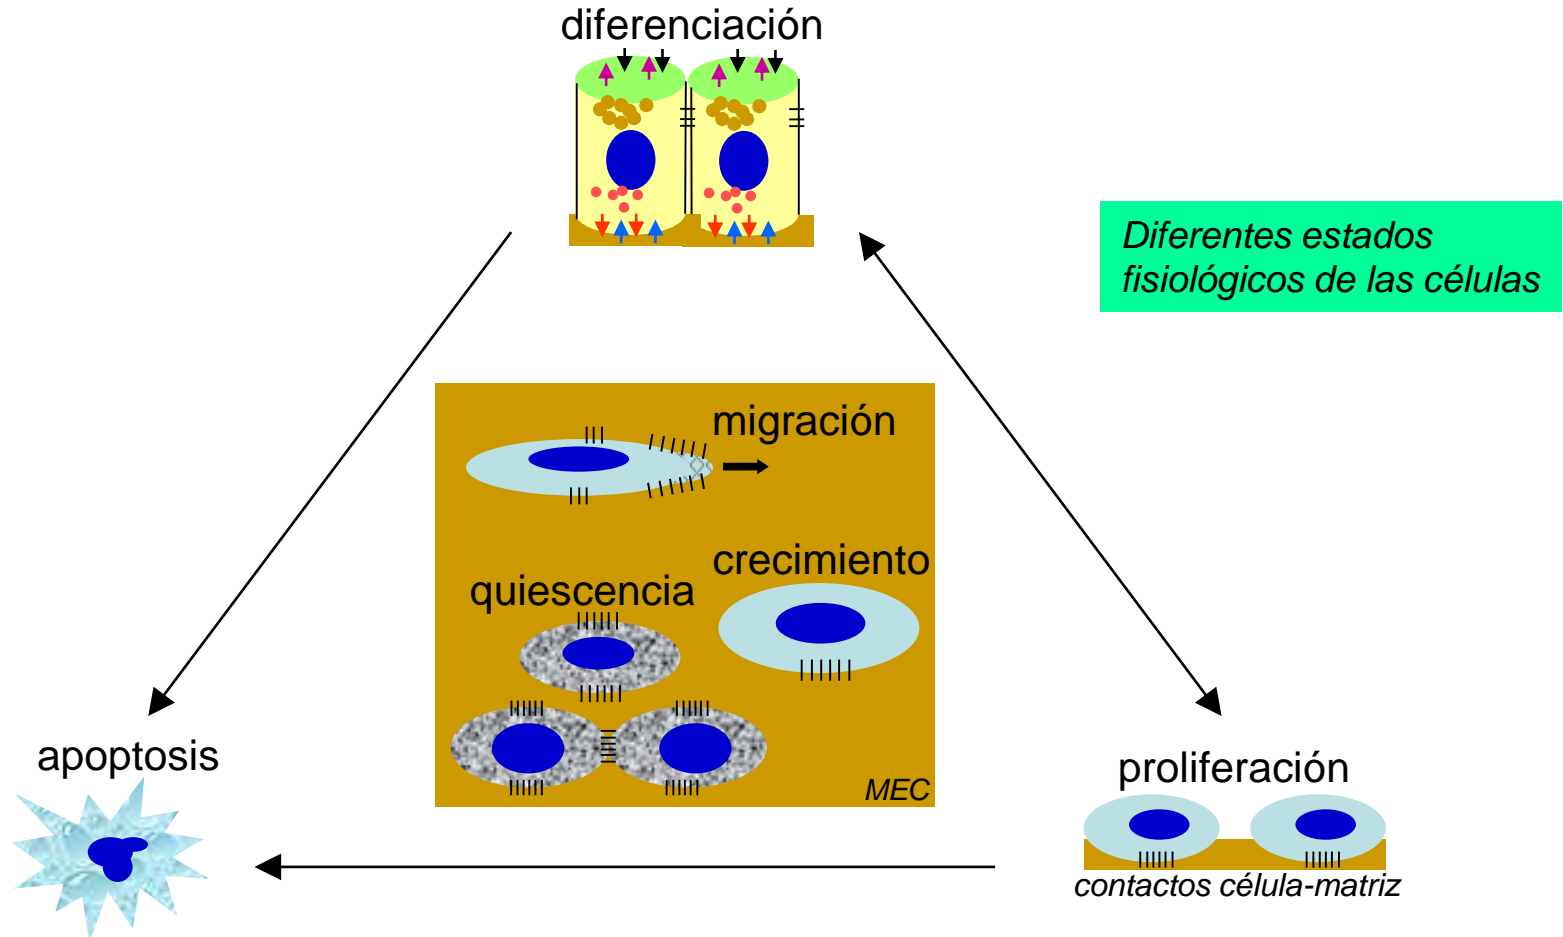 diferenciación
Diferentes estados
fisiológicos de las células
migración
crecimiento
quiescencia
MEC
apoptosis
proliferación
contactos célula-matriz